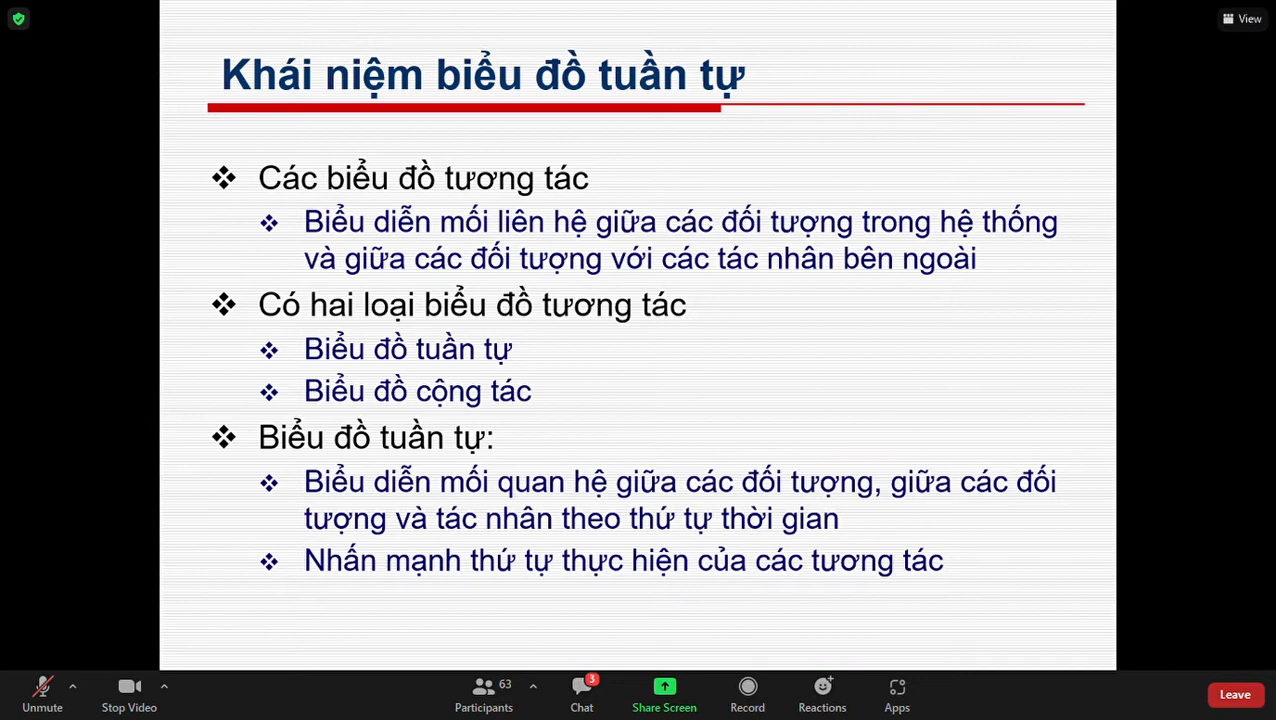 View
Khái niệm biểu đồ tuần tự
Các biểu đồ tương tác
Biểu diễn mối liên hệ giữa các đối tượng trong hệ thống
và giữa các đối tượng với các tác nhân bên ngoài
Có hai loại biểu đồ tương tác
Biểu đồ tuần tự
Biểu đồ cộng tác
Biểu đồ tuần tự:
Biểu diễn mối quan hệ giữa các đối tượng, giữa các đối
tượng và tác nhân theo thứ tự thời gian
Nhấn mạnh thứ tự thực hiện của các tương tác
63
3
Unmute
Stop Video
Participants
Chat
Share Screen
Record
Reactions
Apps
Leave